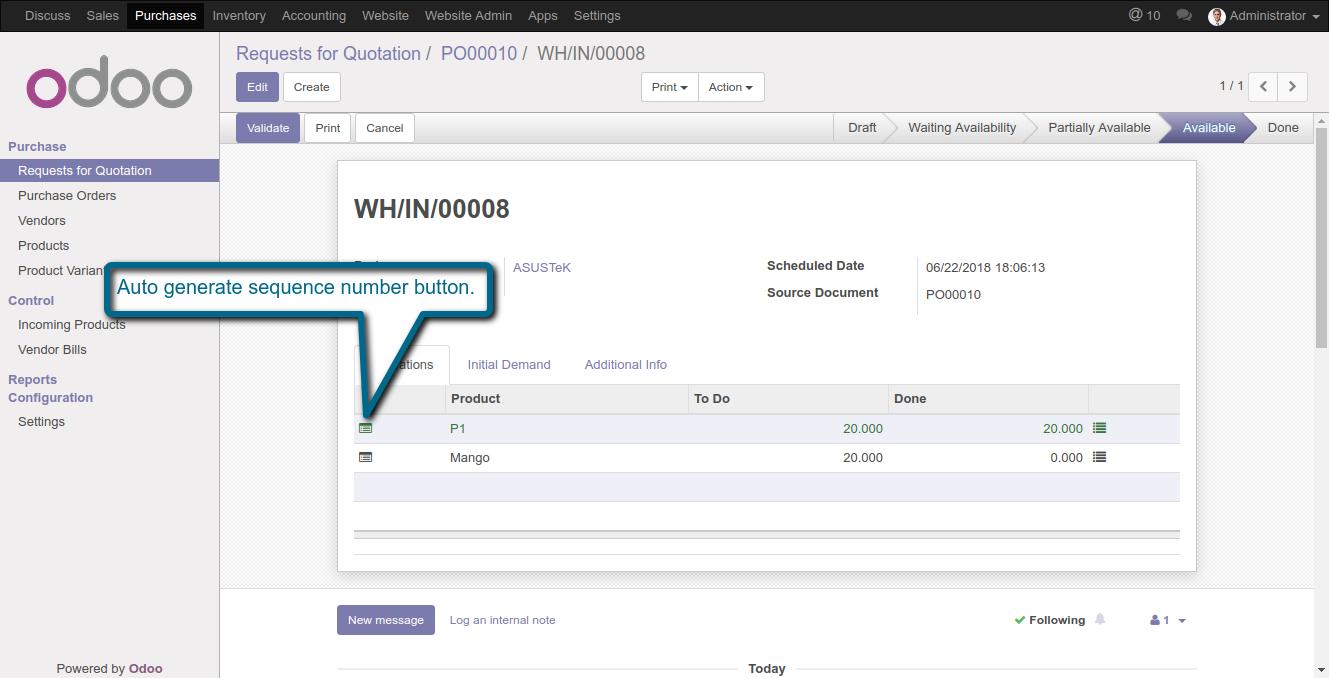 Discuss Sales Purchases Inventory Accounting Website Website Admin Apps Settings @ 10 Administrator
odoo
Requests for Quotation / PO00010 / WH/IN/00008
Edit Create Print Action 1 / 1
Validate Print Cancel Draft Waiting Availability Partially Available Available Done
Purchase
Requests for Quotation
Purchase Orders
Vendors
Products
Product Varian
Control
Incoming Products
Vendor Bills
Reports
Configuration
Settings
Powered by Odoo
WH/IN/00008
Auto generate sequence number button.
ASUSTeK
Scheduled Date 06/22/2018 18:06:13
Source Document PO00010
ations Initial Demand Additional Info
Product To Do Done
P1 20.000 20.000
Mango 20.000 0.000
New message Log an internal note Following 1
Today